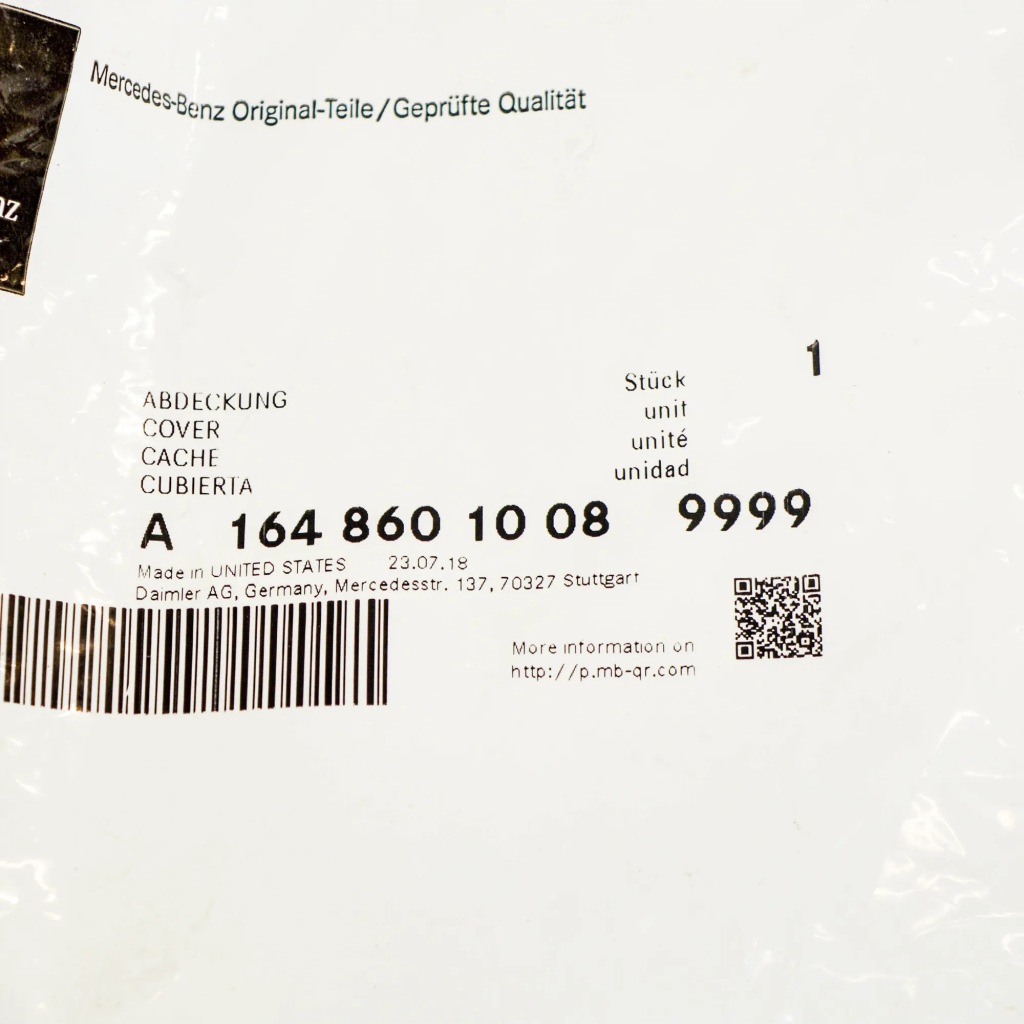 Mercedes-Benz Original-Teile/Geprüfte Qualität
nz
1
ABDECKUNG
COVER
CACHE
CUBIERTA
Stück
unit
unité
unidad
A 164 860 10 08 9999
Made in UNITED STATES 23.07.18
Daimler AG, Germany, Mercedesstr. 137, 70327 Stuttgart
More information on
http://p.mb-qr.com